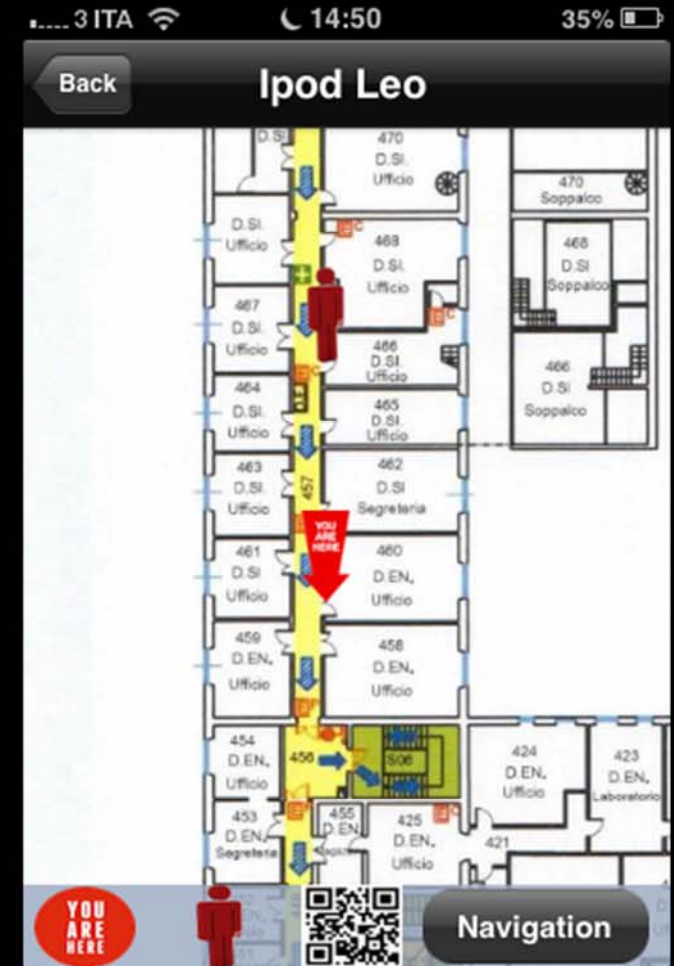 3 ITA 14:50 35%
Back
Ipod Leo
D.SI.
470
D.SI.
Ufficio
470
Soppalco
D.SI.
Ufficio
C
468
D.SI.
Ufficio
468
D.SI
Soppalco
467
D.SI.
Ufficio
C
466
D.SI.
Ufficio
466
D.SI
Soppalco
C
464
D.SI.
Ufficio
465
D.SI.
Ufficio
463
D.SI.
Ufficio
457
462
D.SI
Segreteria
YOU
ARE
HERE
461
D.SI
Ufficio
460
D.EN.
Ufficio
459
D.EN.
Ufficio
458
D.EN.
Ufficio
454
D.EN.
Ufficio
456
S06
424
D.EN.
Ufficio
423
D.EN.
Laboratorio
453
D.EN.
Segreteria
455
D.EN.
425
D.EN.
Ufficio
C
421
YOU
ARE
HERE
Navigation